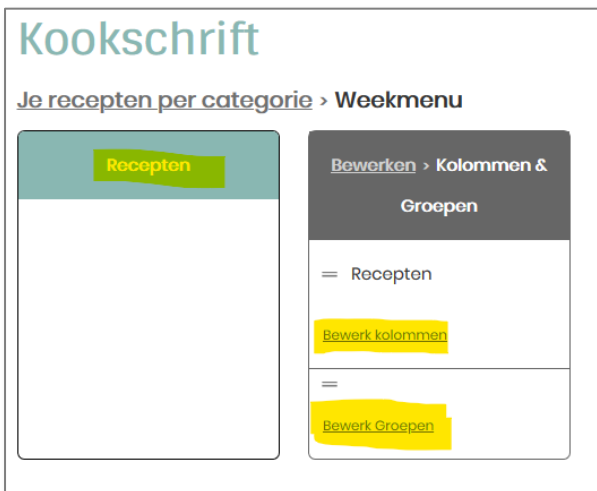 Kookschrift
Je recepten per categorie › Weekmenu
Recepten
Bewerken › Kolommen &
Groepen
Recepten
Bewerk kolommen
Bewerk Groepen